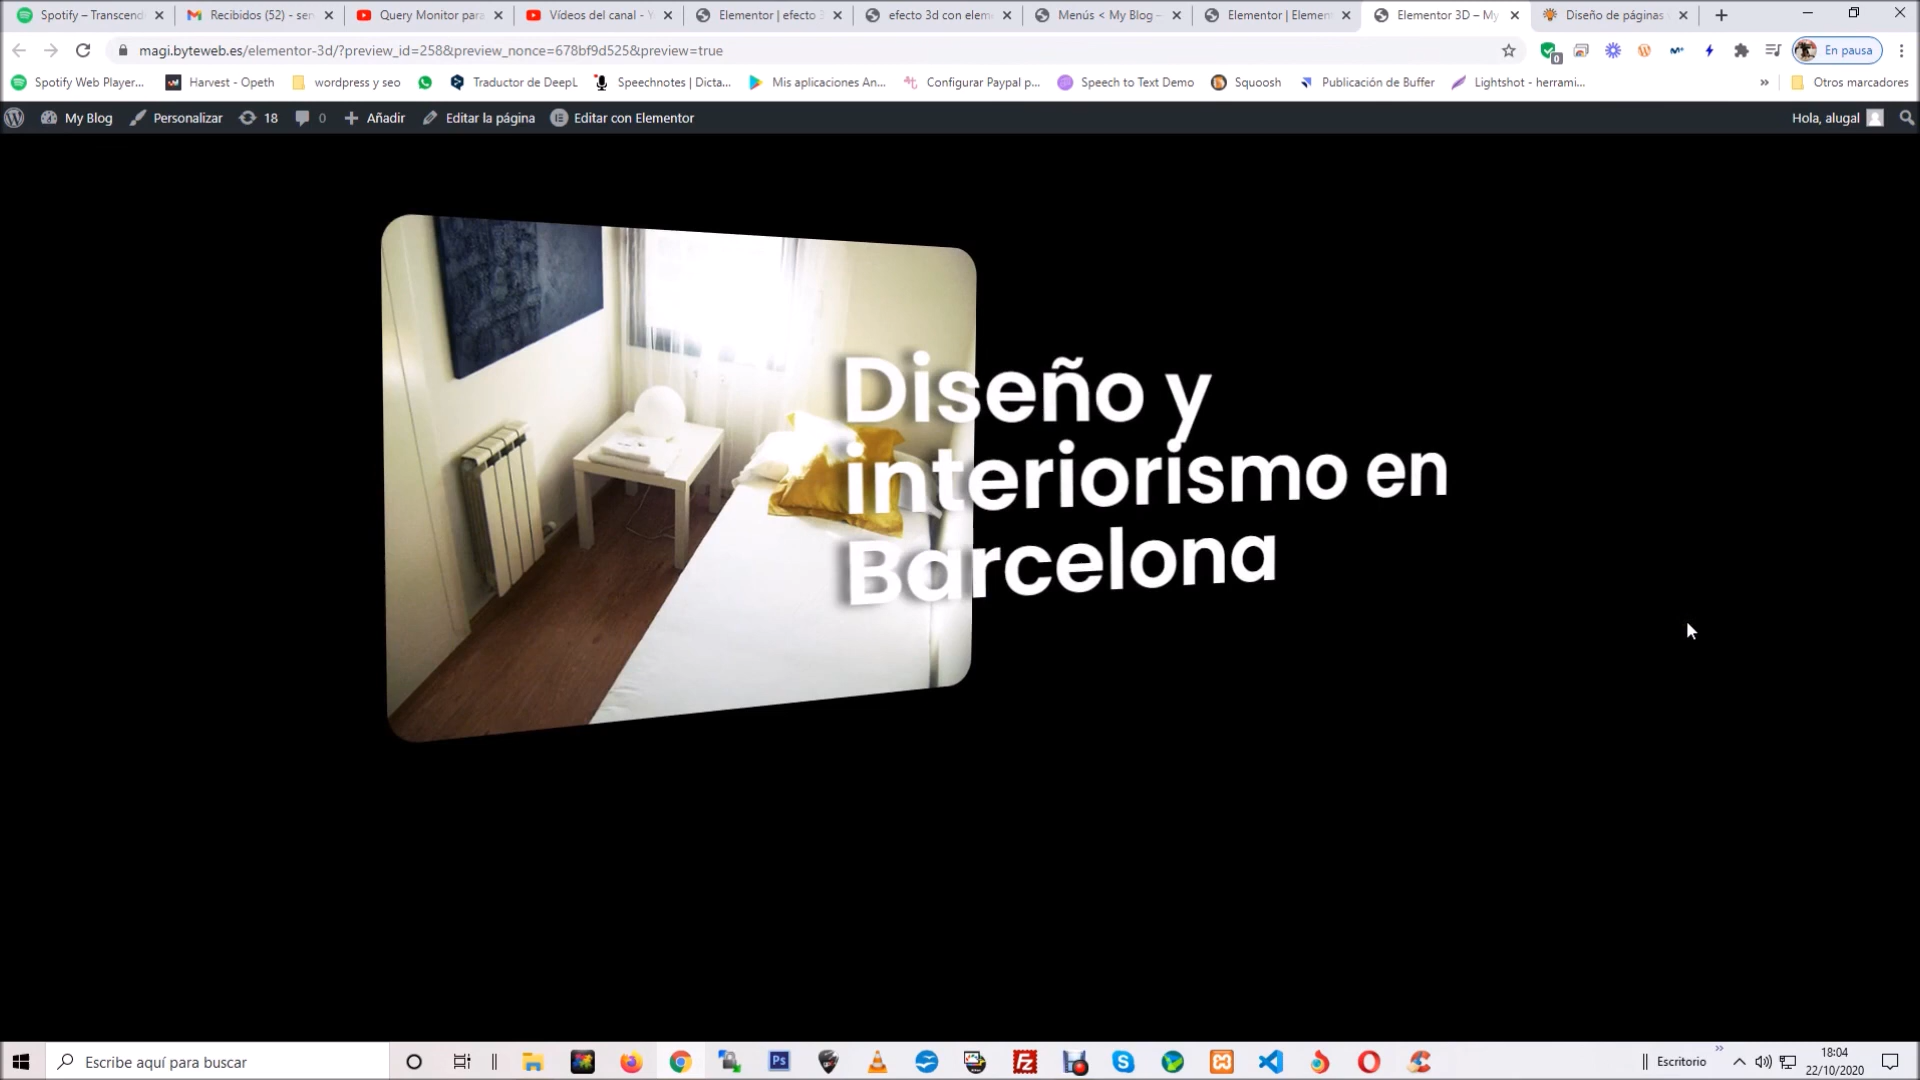 Spotify – Transcend
Recibidos (52) - ser
Query Monitor para
Vídeos del canal - Y
Elementor | efecto 3
efecto 3d con elem
Menús < My Blog –
Elementor | Elemen
Elementor 3D – My
Diseño de páginas
magi.byteweb.es/elementor-3d/?preview_id=258&preview_nonce=678bf9d525&preview=true
0
En pausa
Spotify Web Player...
Harvest - Opeth
wordpress y seo
Traductor de DeepL
Speechnotes | Dicta...
Mis aplicaciones An...
Configurar Paypal p...
Speech to Text Demo
Squoosh
Publicación de Buffer
Lightshot - herrami...
»
Otros marcadores
My Blog
Personalizar
18
0
Añadir
Editar la página
Editar con Elementor
Hola, alugal
Diseño y
interiorismo en
Barcelona
Escribe aquí para buscar
Ps
Fz
Escritorio
»
18:04
22/10/2020